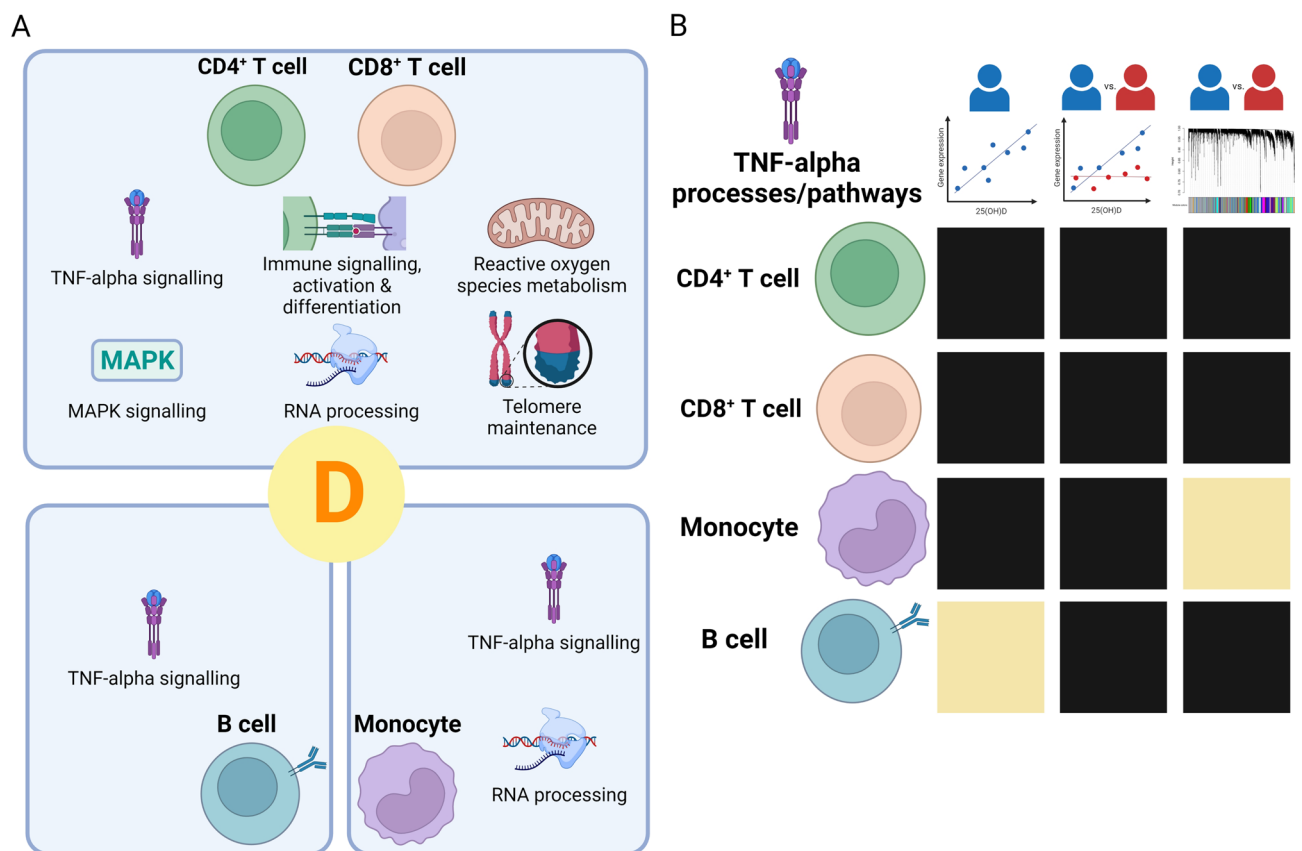 A
CD4⁺ T cell
CD8⁺ T cell
TNF-alpha signalling
Immune signalling,
activation &
differentiation
Reactive oxygen
species metabolism
MAPK
MAPK signalling
RNA processing
Telomere
maintenance
D
TNF-alpha signalling
B cell
TNF-alpha signalling
Monocyte
RNA processing
B
TNF-alpha
processes/pathways
Gene expression
25(OH)D
vs.
Gene expression
25(OH)D
vs.
CD4⁺ T cell
CD8⁺ T cell
Monocyte
B cell